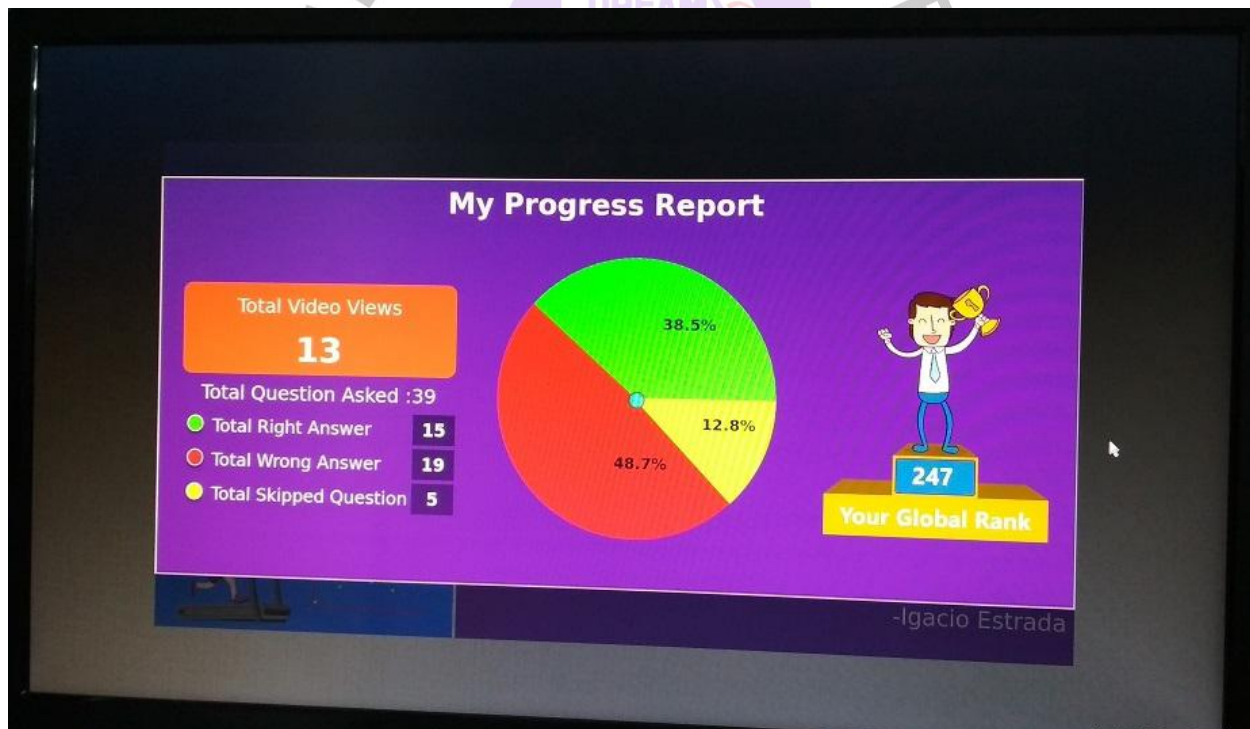 DREAMS
My Progress Report
Total Video Views
13
Total Question Asked :39
Total Right Answer 15
Total Wrong Answer 19
Total Skipped Question 5
38.5%
12.8%
48.7%
247
Your Global Rank
-Igacio Estrada